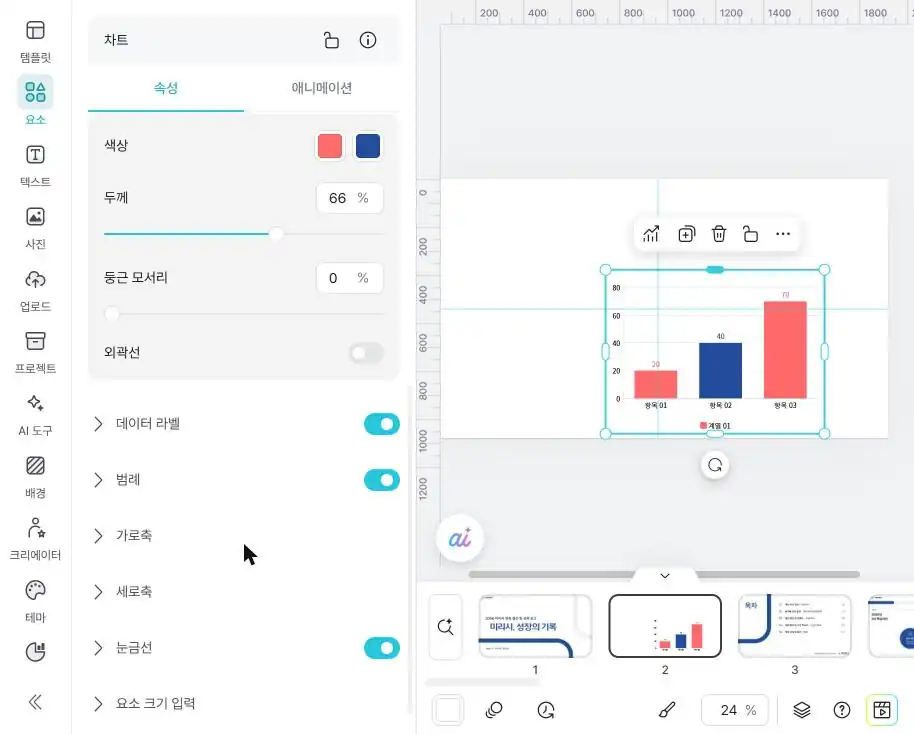 템플릿
요소
텍스트
사진
업로드
프로젝트
AI 도구
배경
크리에이터
테마
차트
속성
애니메이션
색상
두께
66 %
둥근 모서리
0 %
외곽선
데이터 라벨
범례
가로축
세로축
눈금선
요소 크기 입력
200 400 600 800 1000 1200 1400 1600 1800
0
200
400
600
800
1000
1200
80
60
40
20
0
20
40
70
항목 01 항목 02 항목 03
계열 01
ai
미리시, 성장의 기록
목차
1 2 3
24 %